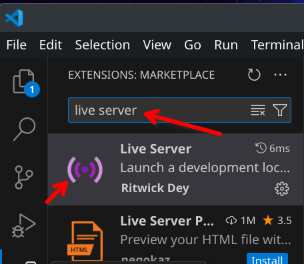 File Edit Selection View Go Run Terminal
EXTENSIONS: MARKETPLACE
1
live server
Live Server 6ms
Launch a development loc...
Ritwick Dey
Live Server P... 1M 3.5
Preview your HTML file wit...
HTML
negokaz
Install